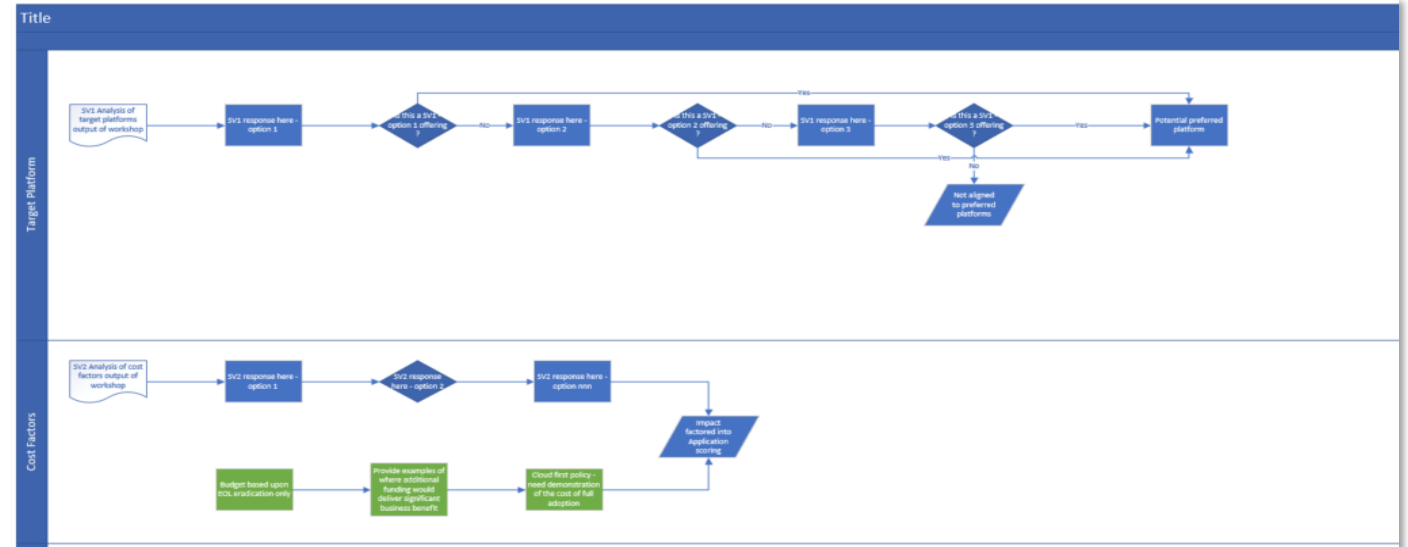 Title
Target Platform
SV1 Analysis of
target platforms
output of workshop
SV1 response here -
option 1
Is this a SV1
option 1 offering
?
No
SV1 response here -
option 2
Is this a SV1
option 2 offering
?
No
SV1 response here -
option 3
Is this a SV1
option 3 offering
?
Yes
Yes
Yes
No
Potential preferred
platform
Not aligned
to preferred
platforms
Cost Factors
SV2 Analysis of cost
factors output of
workshop
SV2 response here -
option 1
SV2 response
here - option 2
SV2 response here -
option nnn
Impact
factored into
Application
scoring
Budget based upon
EOL eradication only
Provide examples of
where additional
funding would
deliver significant
business benefit
Cloud first policy -
need demonstration
of the cost of full
adoption